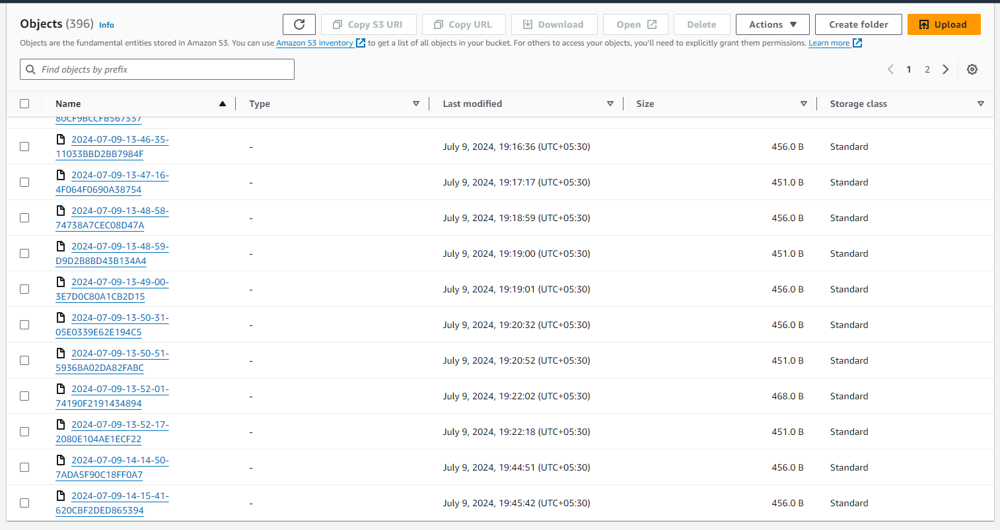 Objects (396) Info
Copy S3 URI Copy URL Download Open Delete Actions Create folder Upload
Objects are the fundamental entities stored in Amazon S3. You can use Amazon S3 inventory to get a list of all objects in your bucket. For others to access your objects, you'll need to explicitly grant them permissions. Learn more
Find objects by prefix
1 2
Name Type Last modified Size Storage class
80CF9BCCFB567337
2024-07-09-13-46-35-
11033BBD2BB7984F
- July 9, 2024, 19:16:36 (UTC+05:30) 456.0 B Standard
2024-07-09-13-47-16-
4F064F0690A38754
- July 9, 2024, 19:17:17 (UTC+05:30) 451.0 B Standard
2024-07-09-13-48-58-
74738A7CEC08D47A
- July 9, 2024, 19:18:59 (UTC+05:30) 456.0 B Standard
2024-07-09-13-48-59-
D9D2B8BD43B134A4
- July 9, 2024, 19:19:00 (UTC+05:30) 451.0 B Standard
2024-07-09-13-49-00-
3E7D0C80A1CB2D15
- July 9, 2024, 19:19:01 (UTC+05:30) 456.0 B Standard
2024-07-09-13-50-31-
05E0339E62E194C5
- July 9, 2024, 19:20:32 (UTC+05:30) 456.0 B Standard
2024-07-09-13-50-51-
5936BA02DA82FABC
- July 9, 2024, 19:20:52 (UTC+05:30) 451.0 B Standard
2024-07-09-13-52-01-
74190F2191434894
- July 9, 2024, 19:22:02 (UTC+05:30) 468.0 B Standard
2024-07-09-13-52-17-
2080E104AE1ECF22
- July 9, 2024, 19:22:18 (UTC+05:30) 451.0 B Standard
2024-07-09-14-14-50-
7ADA5F90C18FF0A7
- July 9, 2024, 19:44:51 (UTC+05:30) 456.0 B Standard
2024-07-09-14-15-41-
620CBF2DED865394
- July 9, 2024, 19:45:42 (UTC+05:30) 456.0 B Standard